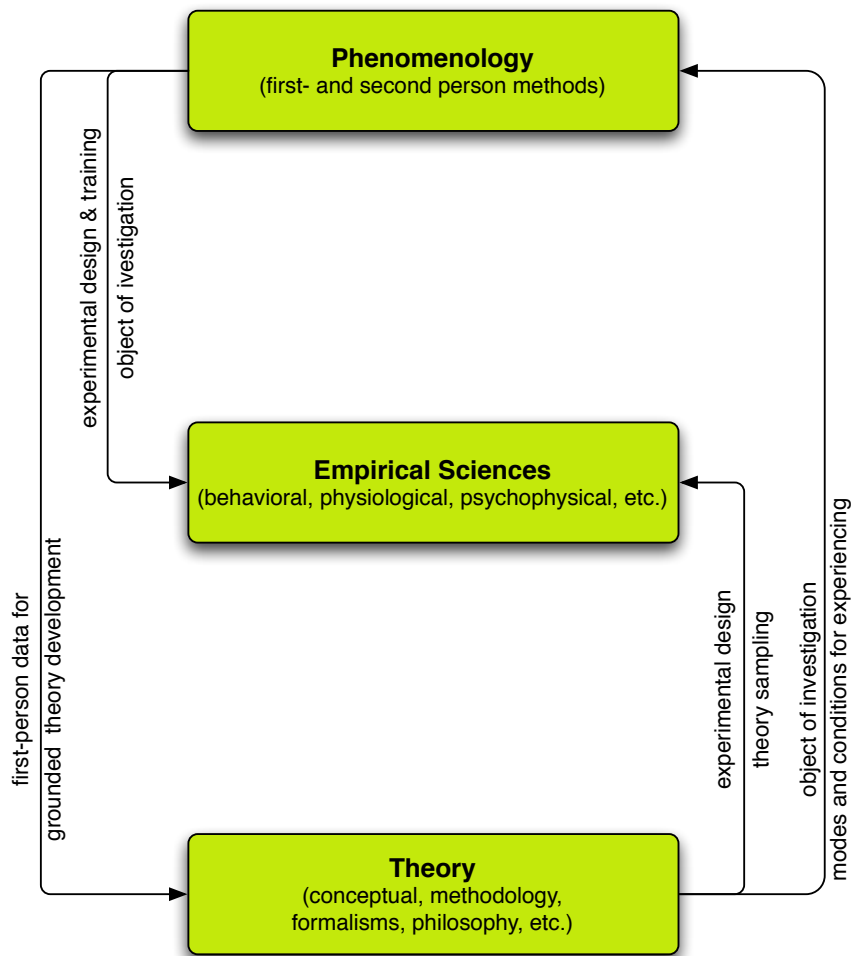 Phenomenology
(first- and second person methods)
experimental design & training
object of ivestigation
Empirical Sciences
(behavioral, physiological, psychophysical, etc.)
first-person data for
grounded theory development
experimental design
theory sampling
object of investigation
modes and conditions for experiencing
Theory
(conceptual, methodology,
formalisms, philosophy, etc.)